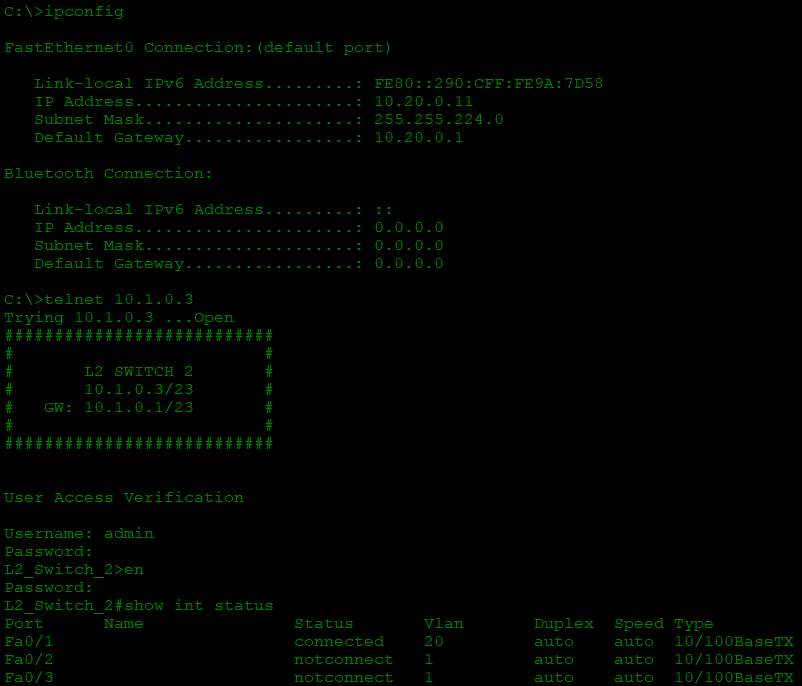 C:\>ipconfig
FastEthernet0 Connection:(default port)
Link-local IPv6 Address.........: FE80::290:CFF:FE9A:7D58
IP Address......................: 10.20.0.11
Subnet Mask.....................: 255.255.224.0
Default Gateway.................: 10.20.0.1
Bluetooth Connection:
Link-local IPv6 Address.........: ::
IP Address......................: 0.0.0.0
Subnet Mask.....................: 0.0.0.0
Default Gateway.................: 0.0.0.0
C:\>telnet 10.1.0.3
Trying 10.1.0.3 ...Open
###########################
#                         #
#       L2 SWITCH 2       #
#       10.1.0.3/23       #
#   GW: 10.1.0.1/23       #
#                         #
###########################
User Access Verification
Username: admin
Password:
L2_Switch_2>en
Password:
L2_Switch_2#show int status
Port      Name               Status       Vlan       Duplex  Speed Type
Fa0/1                        connected    20         auto    auto  10/100BaseTX
Fa0/2                        notconnect   1          auto    auto  10/100BaseTX
Fa0/3                        notconnect   1          auto    auto  10/100BaseTX